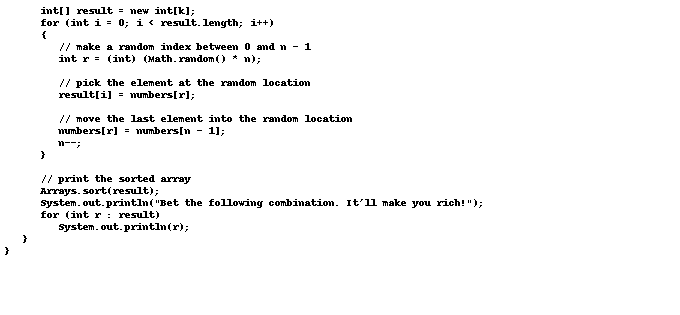 int[] result = new int[k];
for (int i = 0; i < result.length; i++)
{
// make a random index between 0 and n - 1
int r = (int) (Math.random() * n);
// pick the element at the random location
result[i] = numbers[r];
// move the last element into the random location
numbers[r] = numbers[n - 1];
n--;
}
// print the sorted array
Arrays.sort(result);
System.out.println("Bet the following combination. It'll make you rich!");
for (int r : result)
System.out.println(r);
}
}